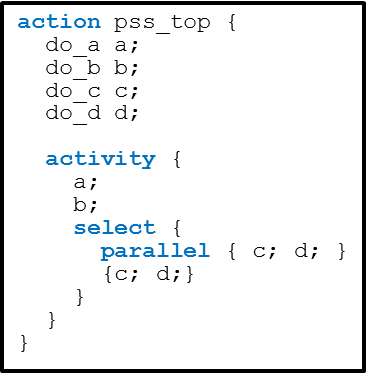 action pss_top {
do_a a;
do_b b;
do_c c;
do_d d;
activity {
a;
b;
select {
parallel { c; d; }
{c; d;}
}
}
}